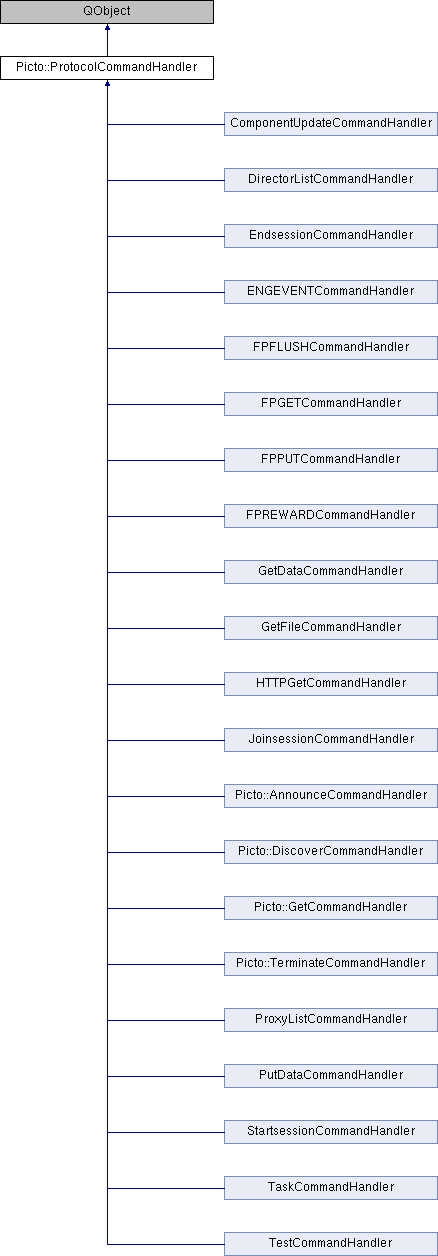 QObject
Picto::ProtocolCommandHandler
ComponentUpdateCommandHandler
DirectorListCommandHandler
EndsessionCommandHandler
ENGEVENTCommandHandler
FPFLUSHCommandHandler
FPGETCommandHandler
FPPUTCommandHandler
FPREWARDCommandHandler
GetDataCommandHandler
GetFileCommandHandler
HTTPGetCommandHandler
JoinsessionCommandHandler
Picto::AnnounceCommandHandler
Picto::DiscoverCommandHandler
Picto::GetCommandHandler
Picto::TerminateCommandHandler
ProxyListCommandHandler
PutDataCommandHandler
StartsessionCommandHandler
TaskCommandHandler
TestCommandHandler